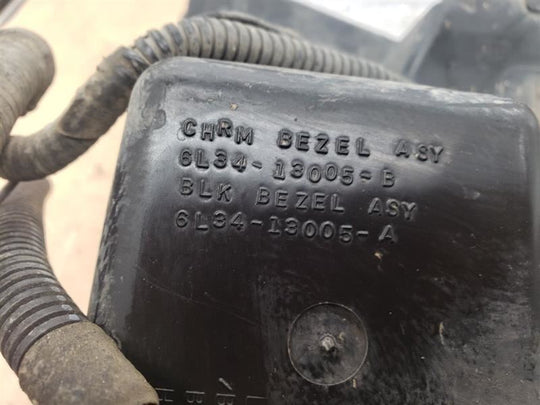 CHRM BEZEL ASY
6L34-13005-B
BLK BEZEL ASY
6L34-13005-A